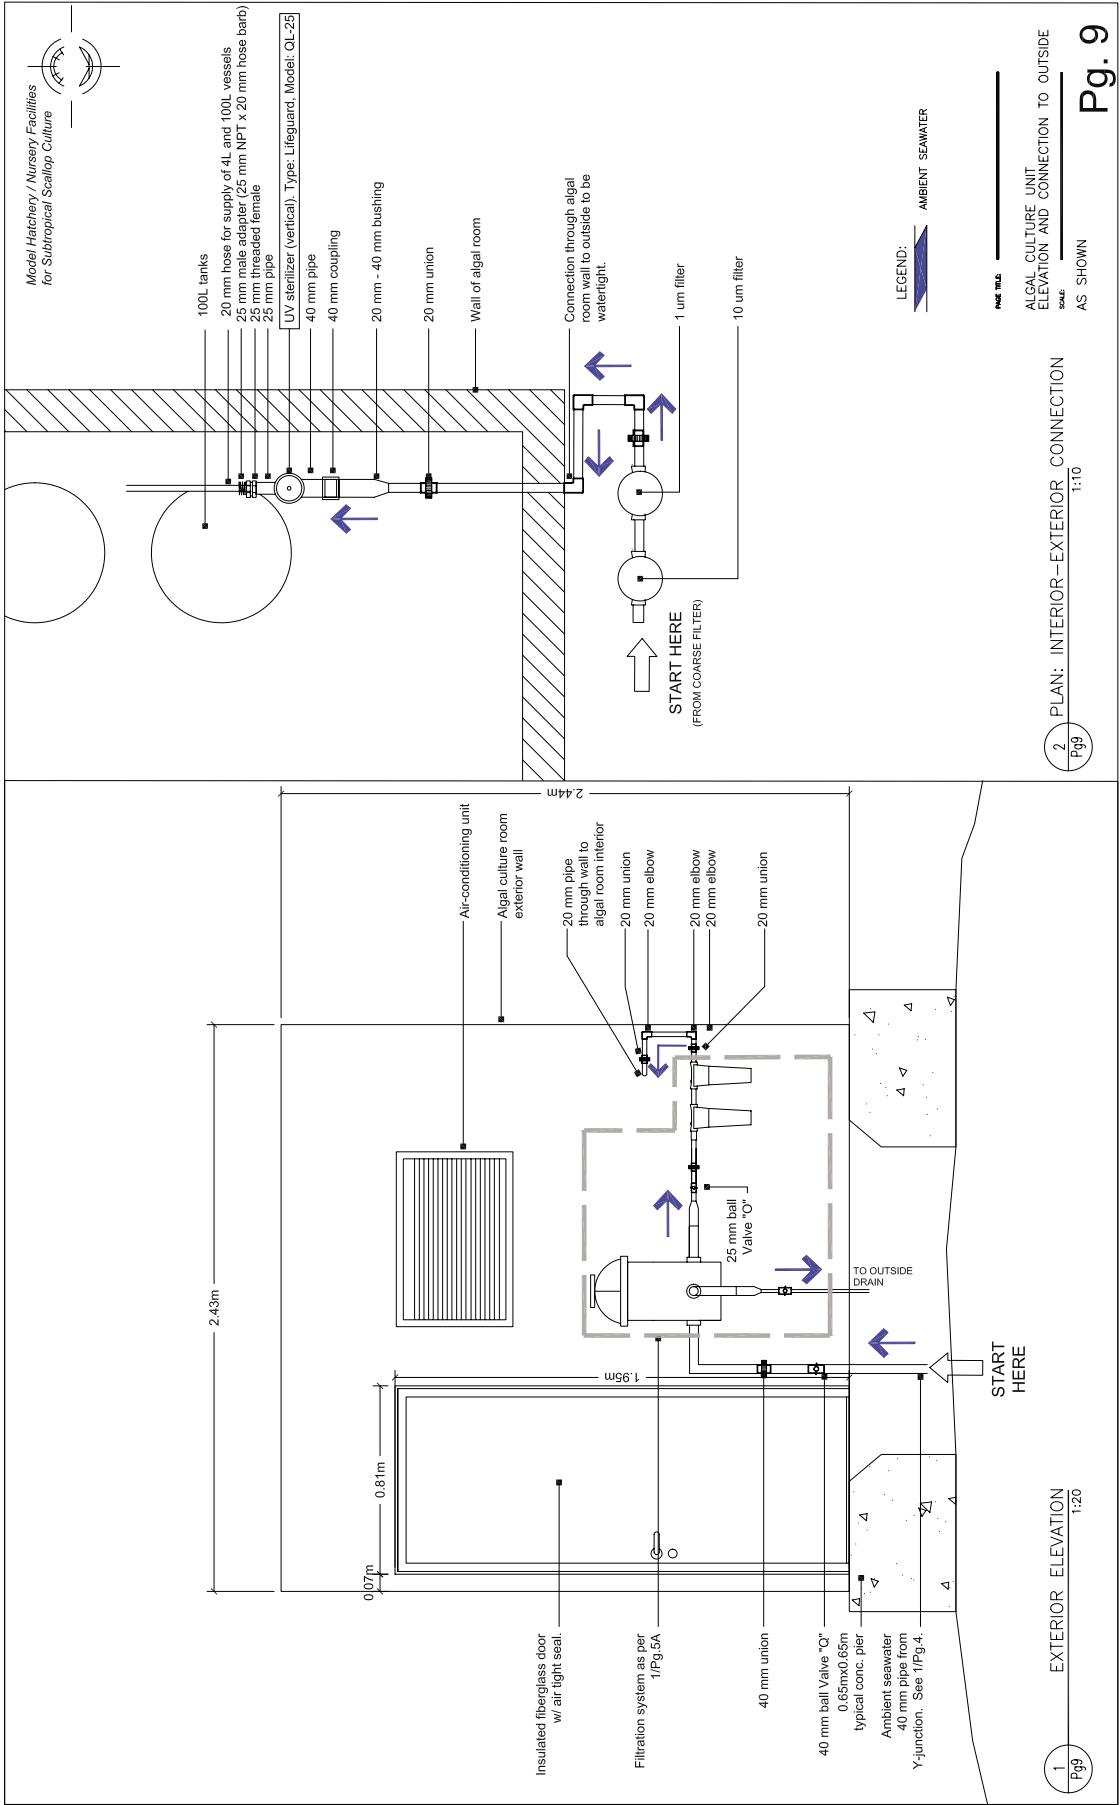 Model Hatchery / Nursery Facilities
for Subtropical Scallop Culture
2.43m
0.07m
0.81m
1.95m
2.44m
Air-conditioning unit
Algal culture room
exterior wall
20 mm pipe
through wall to
algal room interior
20 mm union
20 mm elbow
20 mm elbow
20 mm elbow
20 mm union
25 mm ball
Valve "O"
TO OUTSIDE
DRAIN
START
HERE
Insulated fiberglass door
w/ air tight seal.
Filtration system as per
1/Pg.5A
40 mm union
40 mm ball Valve "Q"
0.65mx0.65m
typical conc. pier
Ambient seawater
40 mm pipe from
Y-junction. See 1/Pg.4.
1
Pg9
EXTERIOR ELEVATION
1:20
100L tanks
20 mm hose for supply of 4L and 100L vessels
25 mm male adapter (25 mm NPT x 20 mm hose barb)
25 mm threaded female
25 mm pipe
UV sterilizer (vertical). Type: Lifeguard, Model: QL-25
40 mm pipe
40 mm coupling
20 mm - 40 mm bushing
20 mm union
Wall of algal room
Connection through algal
room wall to outside to be
watertight.
1 um filter
10 um filter
START HERE
(FROM COARSE FILTER)
2
Pg9
PLAN: INTERIOR-EXTERIOR CONNECTION
1:10
LEGEND:
AMBIENT SEAWATER
PAGE TITLE:
ALGAL CULTURE UNIT
ELEVATION AND CONNECTION TO OUTSIDE
SCALE:
AS SHOWN
Pg. 9